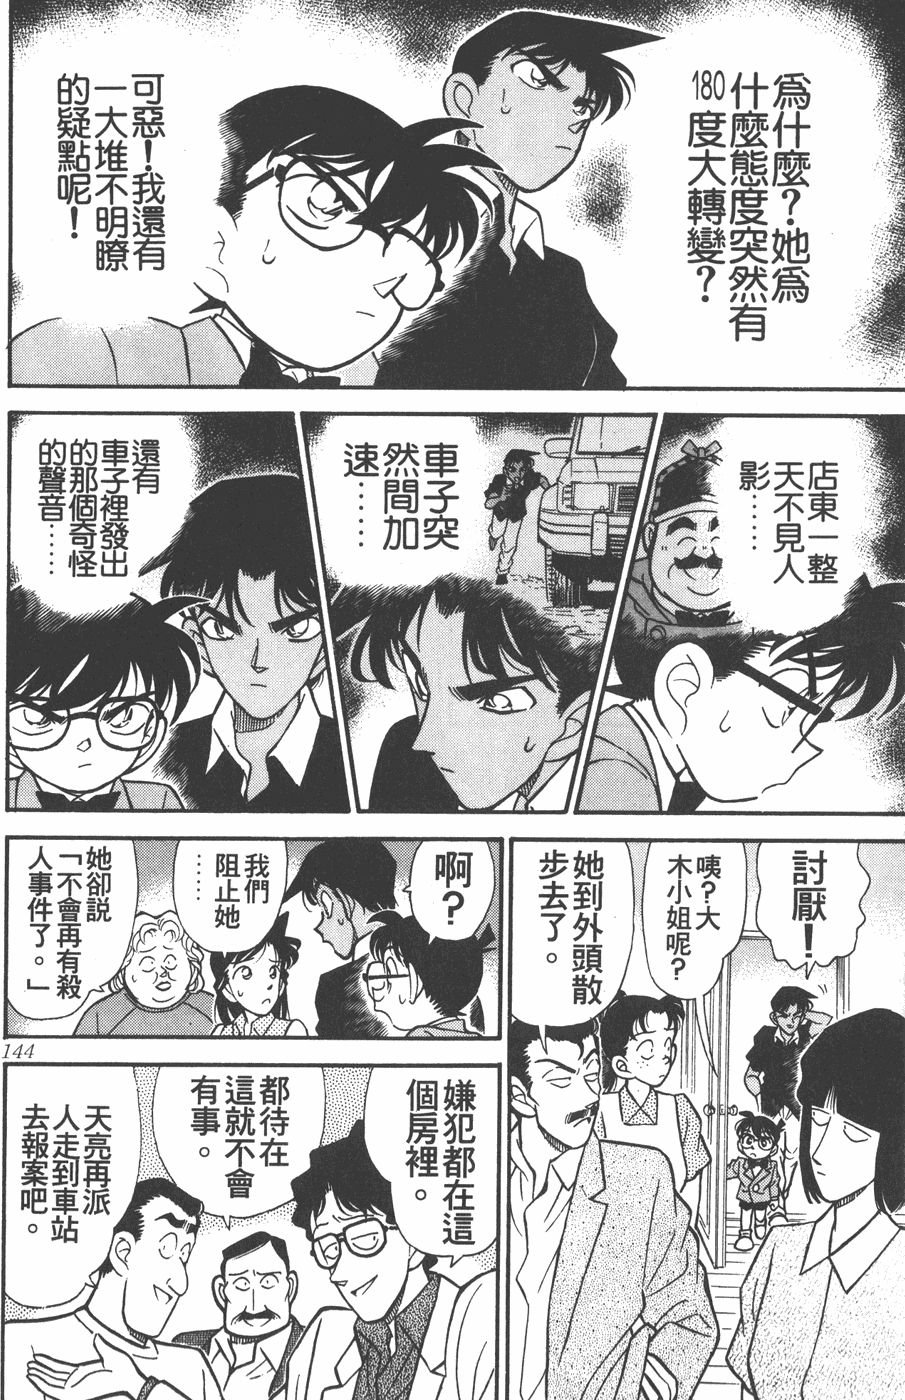 為什麼?她為
什麼態度突然有
180度大轉變?
可惡!我還有
一大堆不明瞭
的疑點呢!
店東一整
天不見人
影……
車子突
然間加
速……
還有
車子裡發出
的那個奇怪
的聲音……
討厭!
咦?大
木小姐呢?
她到外頭散
步去了。
啊?
我們
阻止她
……
她卻說
「不會再有殺
人事件了。」
嫌犯都在這
個房裡。
都待在
這就不會
有事。
天亮再派
人走到車站
去報案吧。
144